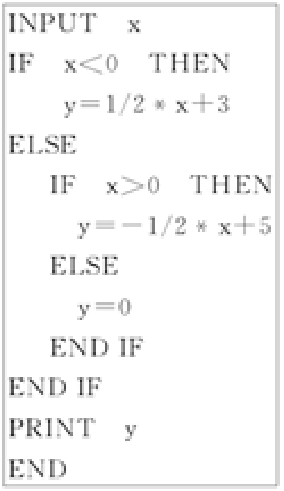 INPUT x
IF x<0 THEN
y=1/2 * x+3
ELSE
IF x>0 THEN
y=-1/2 * x+5
ELSE
y=0
END IF
END IF
PRINT y
END